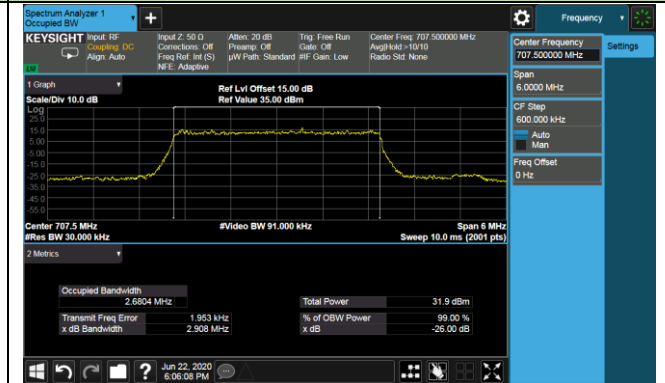 Spectrum Analyzer 1
Occupied BW
Frequency
KEYSIGHT Input: RF
Coupling: DC
Align: Auto
Input Z: 50 Ω
Corrections: Off
Freq Ref: Int (S)
NFE: Adaptive
Atten: 20 dB
Preamp: Off
µW Path: Standard
Trig: Free Run
Gate: Off
#IF Gain: Low
Center Freq: 707.500000 MHz
Avg|Hold:>10/10
Radio Std: None
LXI
1 Graph
Scale/Div 10.0 dB
Ref Lvl Offset 15.00 dB
Ref Value 35.00 dBm
Log
25.0
15.0
5.00
-5.00
-15.0
-25.0
-35.0
-45.0
-55.0
Center 707.5 MHz
#Res BW 30.000 kHz
#Video BW 91.000 kHz
Span 6 MHz
Sweep 10.0 ms (2001 pts)
2 Metrics
Occupied Bandwidth
2.6804 MHz
Transmit Freq Error 1.953 kHz
x dB Bandwidth 2.908 MHz
Total Power 31.9 dBm
% of OBW Power 99.00 %
x dB -26.00 dB
Jun 22, 2020
6:06:08 PM
Center Frequency
707.500000 MHz
Span
6.0000 MHz
CF Step
600.000 kHz
Auto
Man
Freq Offset
0 Hz
Settings